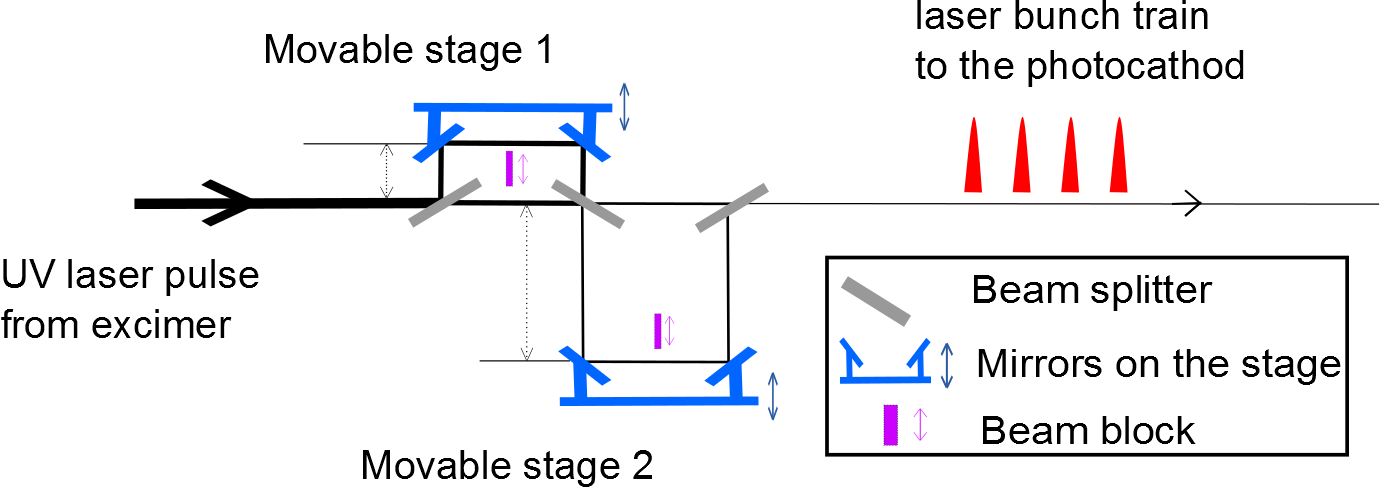 laser bunch train
to the photocathod
Movable stage 1
UV laser pulse
from excimer
Beam splitter
Mirrors on the stage
Beam block
Movable stage 2